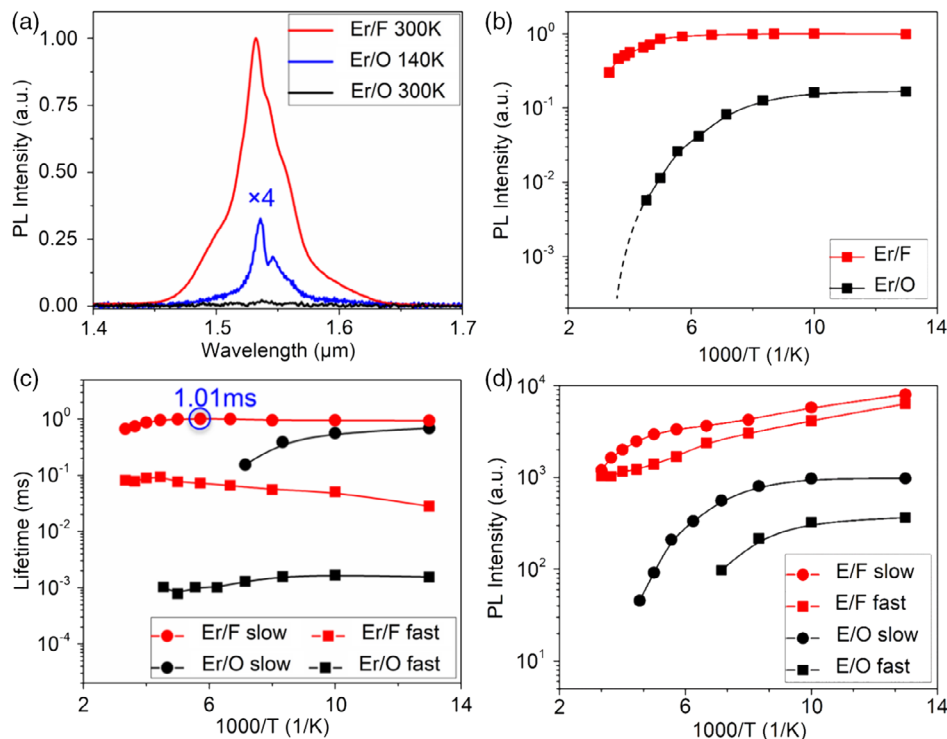 (a)
Er/F 300K
Er/O 140K
Er/O 300K
×4
1.00
0.75
0.50
0.25
0.00
PL Intensity (a.u.)
1.4 1.5 1.6 1.7
Wavelength (μm)
(b)
10⁰
10⁻¹
10⁻²
10⁻³
PL Intensity (a.u.)
Er/F
Er/O
2 6 10 14
1000/T (1/K)
(c)
1.01ms
10⁰
10⁻¹
10⁻²
10⁻³
10⁻⁴
Lifetime (ms)
Er/F slow Er/F fast
Er/O slow Er/O fast
2 4 6 8 10 12 14
1000/T (1/K)
(d)
10⁴
10³
10²
10¹
PL Intensity (a.u.)
E/F slow
E/F fast
E/O slow
E/O fast
2 6 10 14
1000/T (1/K)